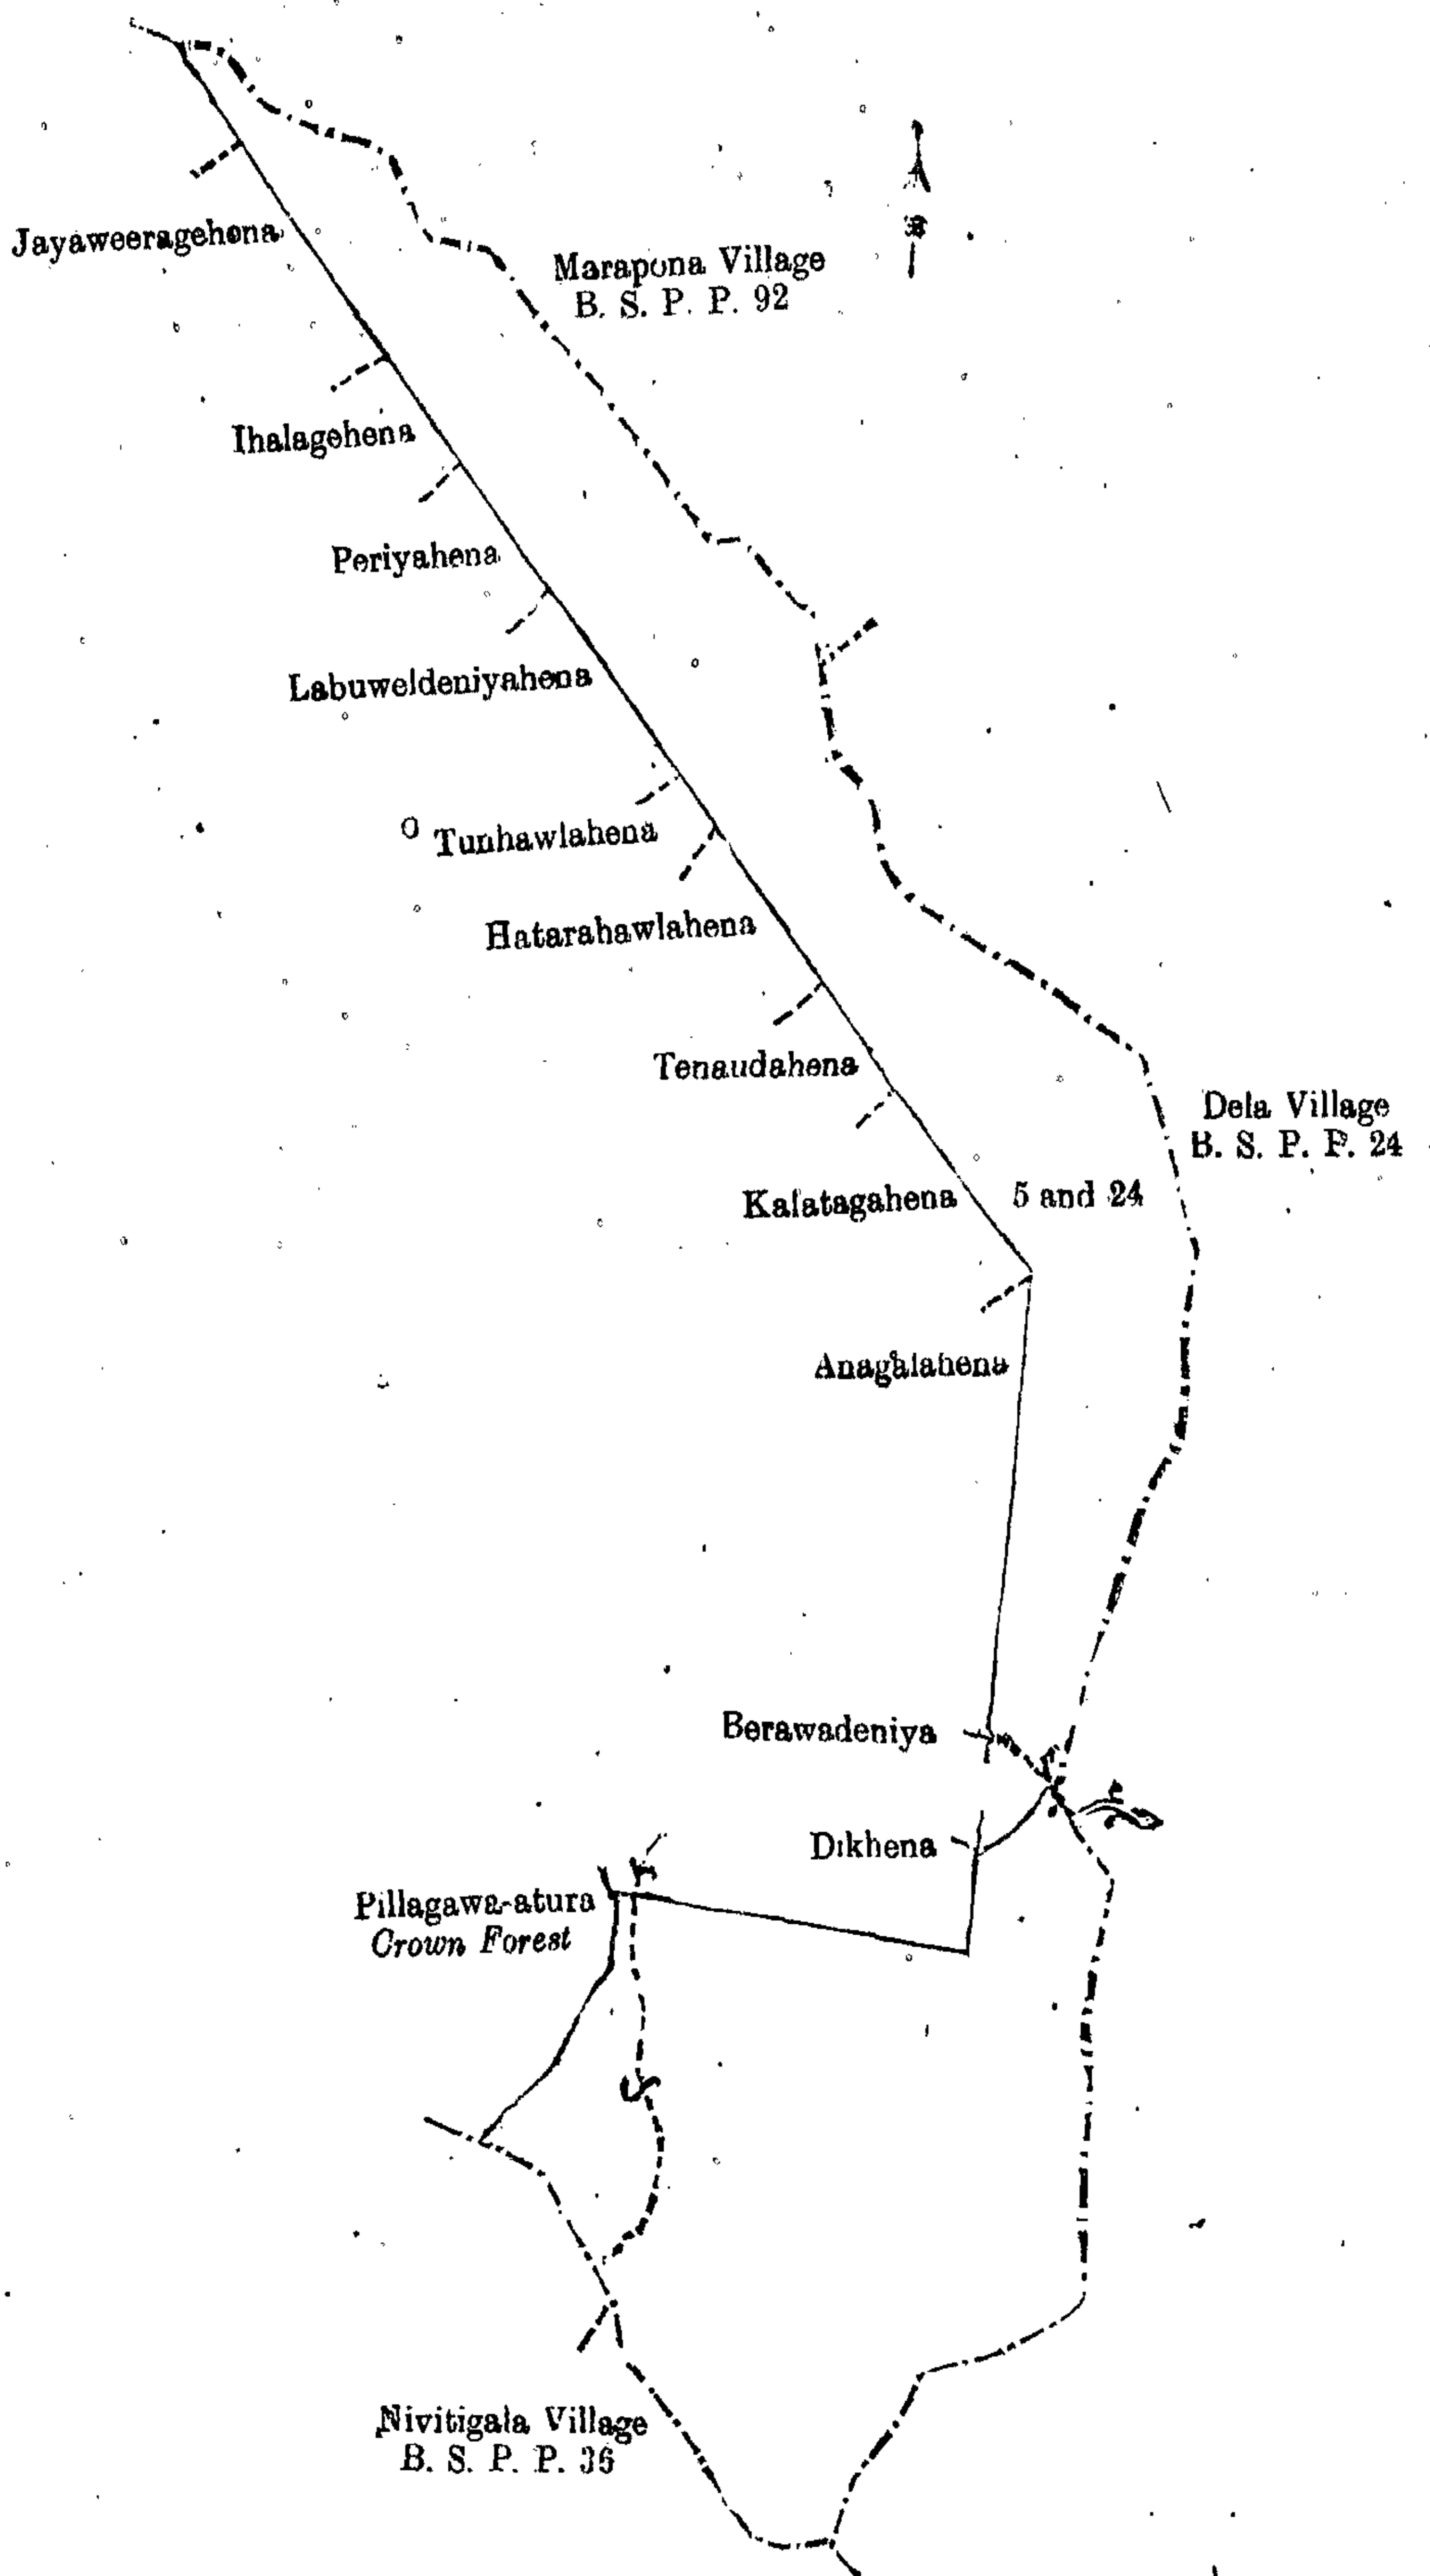 Jayaweeragehena
Marapona Village
B. S. P. P. 92
Ihalagehena
Periyahena
Labuweldeniyahena
Tunhawlahena
Hatarahawlahena
Tenaudahena
Dela Village
B. S. P. P. 24
Kalatagahena
5 and 24
Anagalahena
Berawadeniya
Dikhena
Pillagawa-atura
Crown Forest
Nivitigala Village
B. S. P. P. 36